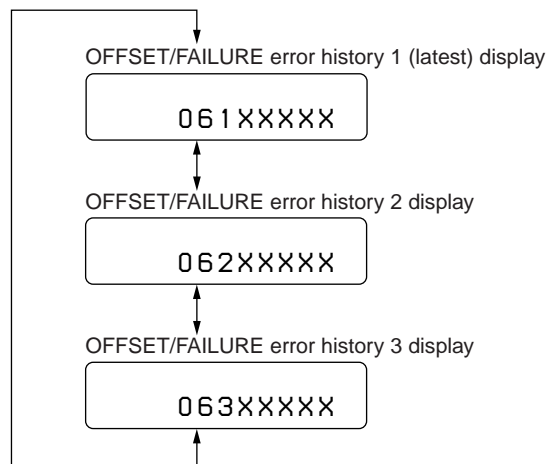 OFFSET/FAILURE error history 1 (latest) display
061XXXXX
OFFSET/FAILURE error history 2 display
062XXXXX
OFFSET/FAILURE error history 3 display
063XXXXX